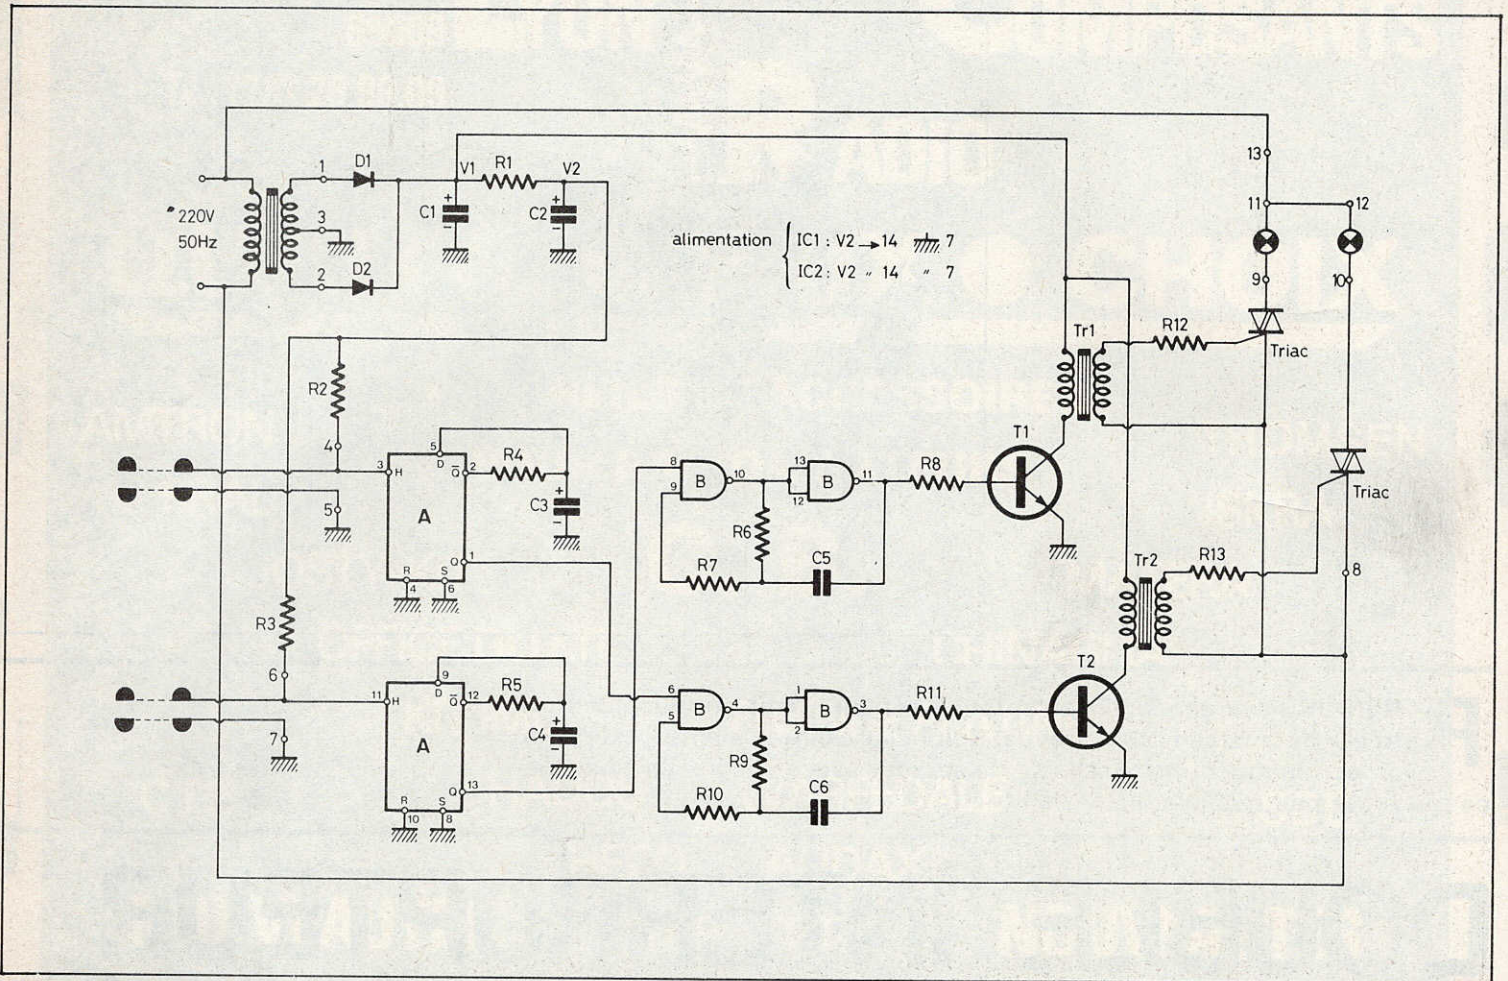 1 D1
V1 R1 V2
220V
50Hz
3
+
C1
-
+
C2
-
2 D2
alimentation
IC1 : V2 → 14 7
IC2 : V2 " 14 " 7
13
11 12
9 10
Triac
Tr1
R12
R2
4
3 H
5
D
Q̅ 2
R4
A
+
C3
-
5
Q 1
R S
4 6
8
9
B
10
13
12
B
11
R8
T1
R6
R7
C5
Triac
8
Tr2
R13
R3
6
11 H
9
D
Q̅ 12
R5
A
+
C4
-
7
Q 13
R S
10 8
6
5
B
4
1
2
B
3
R11
T2
R9
R10
C6